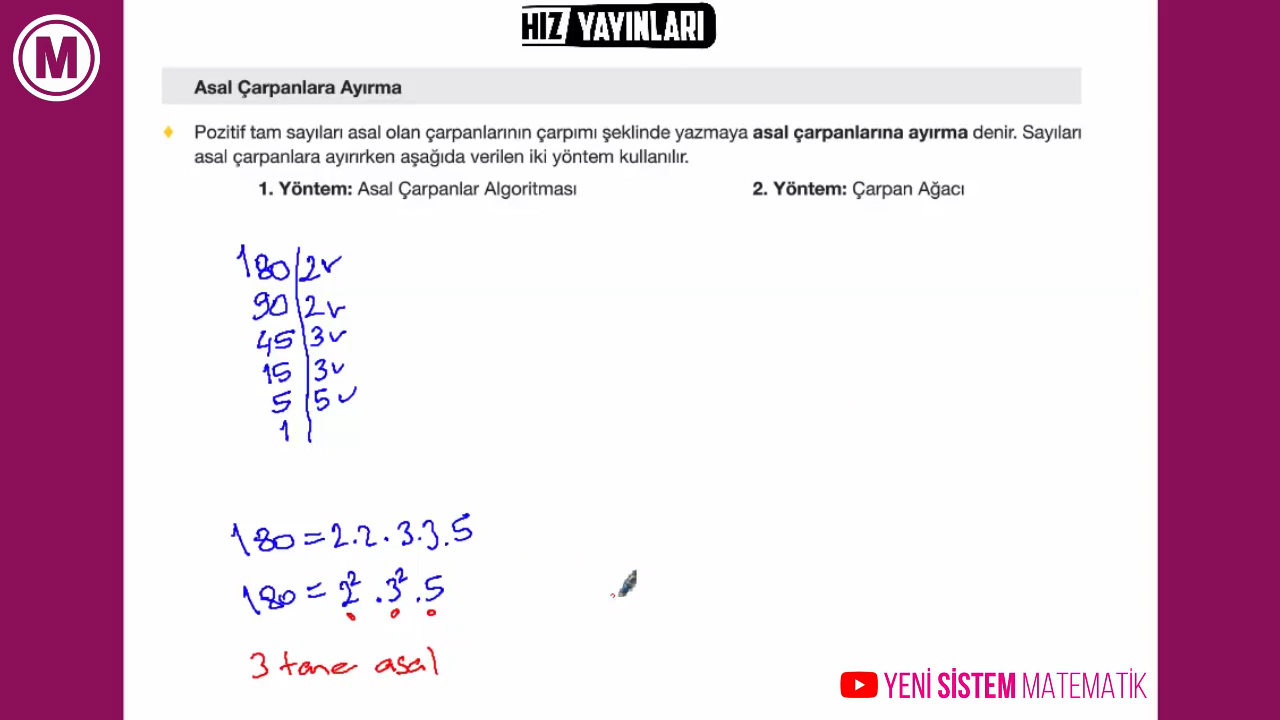 M
HIZ YAYINLARI
Asal Çarpanlara Ayırma
Pozitif tam sayıları asal olan çarpanlarının çarpımı şeklinde yazmaya asal çarpanlarına ayırma denir. Sayıları
asal çarpanlara ayırırken aşağıda verilen iki yöntem kullanılır.
1. Yöntem: Asal Çarpanlar Algoritması
2. Yöntem: Çarpan Ağacı
180 | 2 ✓
90 | 2 ✓
45 | 3 ✓
15 | 3 ✓
5 | 5 ✓
1 |
180 = 2.2.3.3.5
180 = 2² . 3² . 5
3 tane asal
YENİ SİSTEM MATEMATİK